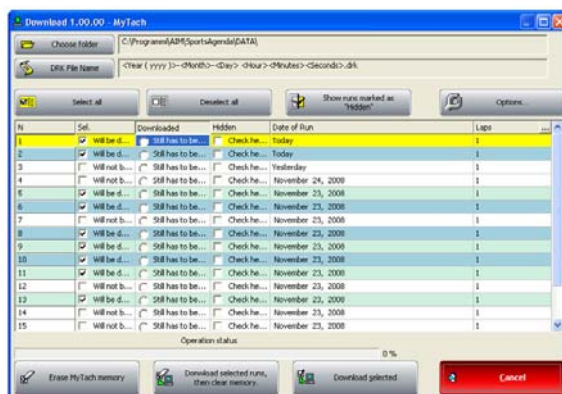 Download 1.00.00 - MyTach
Choose folder C:\Programmi\AIM\SportsAgenda\DATA\
DRK File Name <Year ( yyyy )>-<Month>-<Day> <Hour><Minutes><Seconds>.drk
Select all Deselect all Show runs marked as "Hidden" Options...
N Sel. Downloaded Hidden Date of Run Laps ...
1 Will be d... Still has to be... Check he... Today 1
2 Will be d... Still has to be... Check he... Today 1
3 Will not b... Still has to be... Check he... Yesterday 1
4 Will not b... Still has to be... Check he... November 24, 2008 1
5 Will be d... Still has to be... Check he... November 23, 2008 1
6 Will be d... Still has to be... Check he... November 23, 2008 1
7 Will not b... Still has to be... Check he... November 23, 2008 1
8 Will be d... Still has to be... Check he... November 23, 2008 1
9 Will be d... Still has to be... Check he... November 23, 2008 1
10 Will be d... Still has to be... Check he... November 23, 2008 1
11 Will be d... Still has to be... Check he... November 23, 2008 1
12 Will not b... Still has to be... Check he... November 23, 2008 1
13 Will be d... Still has to be... Check he... November 23, 2008 1
14 Will not b... Still has to be... Check he... November 23, 2008 1
15 Will not b... Still has to be... Check he... November 23, 2008 1
Operation status
0 %
Erase MyTach memory Donwload selected runs, then clear memory. Download selected Cancel